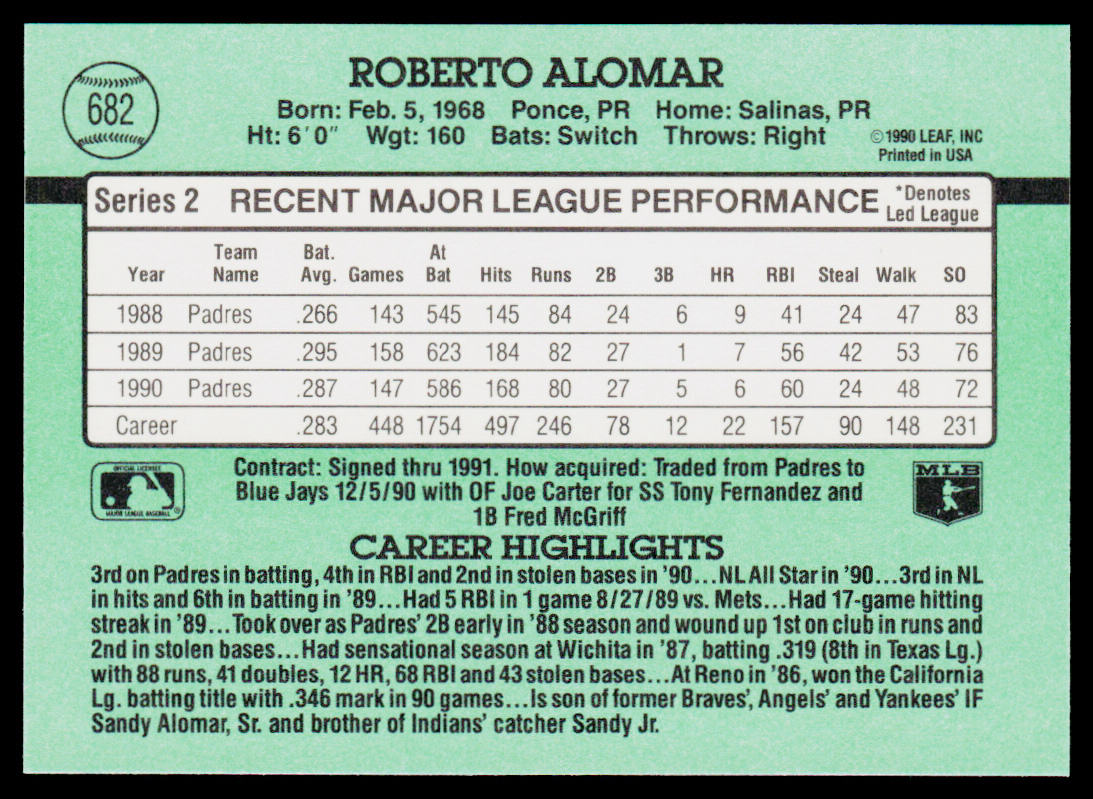 682
ROBERTO ALOMAR
Born: Feb. 5, 1968 Ponce, PR Home: Salinas, PR
Ht: 6'0" Wgt: 160 Bats: Switch Throws: Right
©1990 LEAF, INC
Printed in USA
Series 2 RECENT MAJOR LEAGUE PERFORMANCE *Denotes Led League
Year Team Name Bat. Avg. Games At Bat Hits Runs 2B 3B HR RBI Steal Walk SO
1988 Padres .266 143 545 145 84 24 6 9 41 24 47 83
1989 Padres .295 158 623 184 82 27 1 7 56 42 53 76
1990 Padres .287 147 586 168 80 27 5 6 60 24 48 72
Career .283 448 1754 497 246 78 12 22 157 90 148 231
OFFICIAL LICENSEE
MAJOR LEAGUE BASEBALL ®
Contract: Signed thru 1991. How acquired: Traded from Padres to
Blue Jays 12/5/90 with OF Joe Carter for SS Tony Fernandez and
1B Fred McGriff
MLB
CAREER HIGHLIGHTS
3rd on Padres in batting, 4th in RBI and 2nd in stolen bases in '90...NL All Star in '90...3rd in NL
in hits and 6th in batting in '89...Had 5 RBI in 1 game 8/27/89 vs. Mets...Had 17-game hitting
streak in '89...Took over as Padres' 2B early in '88 season and wound up 1st on club in runs and
2nd in stolen bases...Had sensational season at Wichita in '87, batting .319 (8th in Texas Lg.)
with 88 runs, 41 doubles, 12 HR, 68 RBI and 43 stolen bases...At Reno in '86, won the California
Lg. batting title with .346 mark in 90 games...Is son of former Braves', Angels' and Yankees' IF
Sandy Alomar, Sr. and brother of Indians' catcher Sandy Jr.